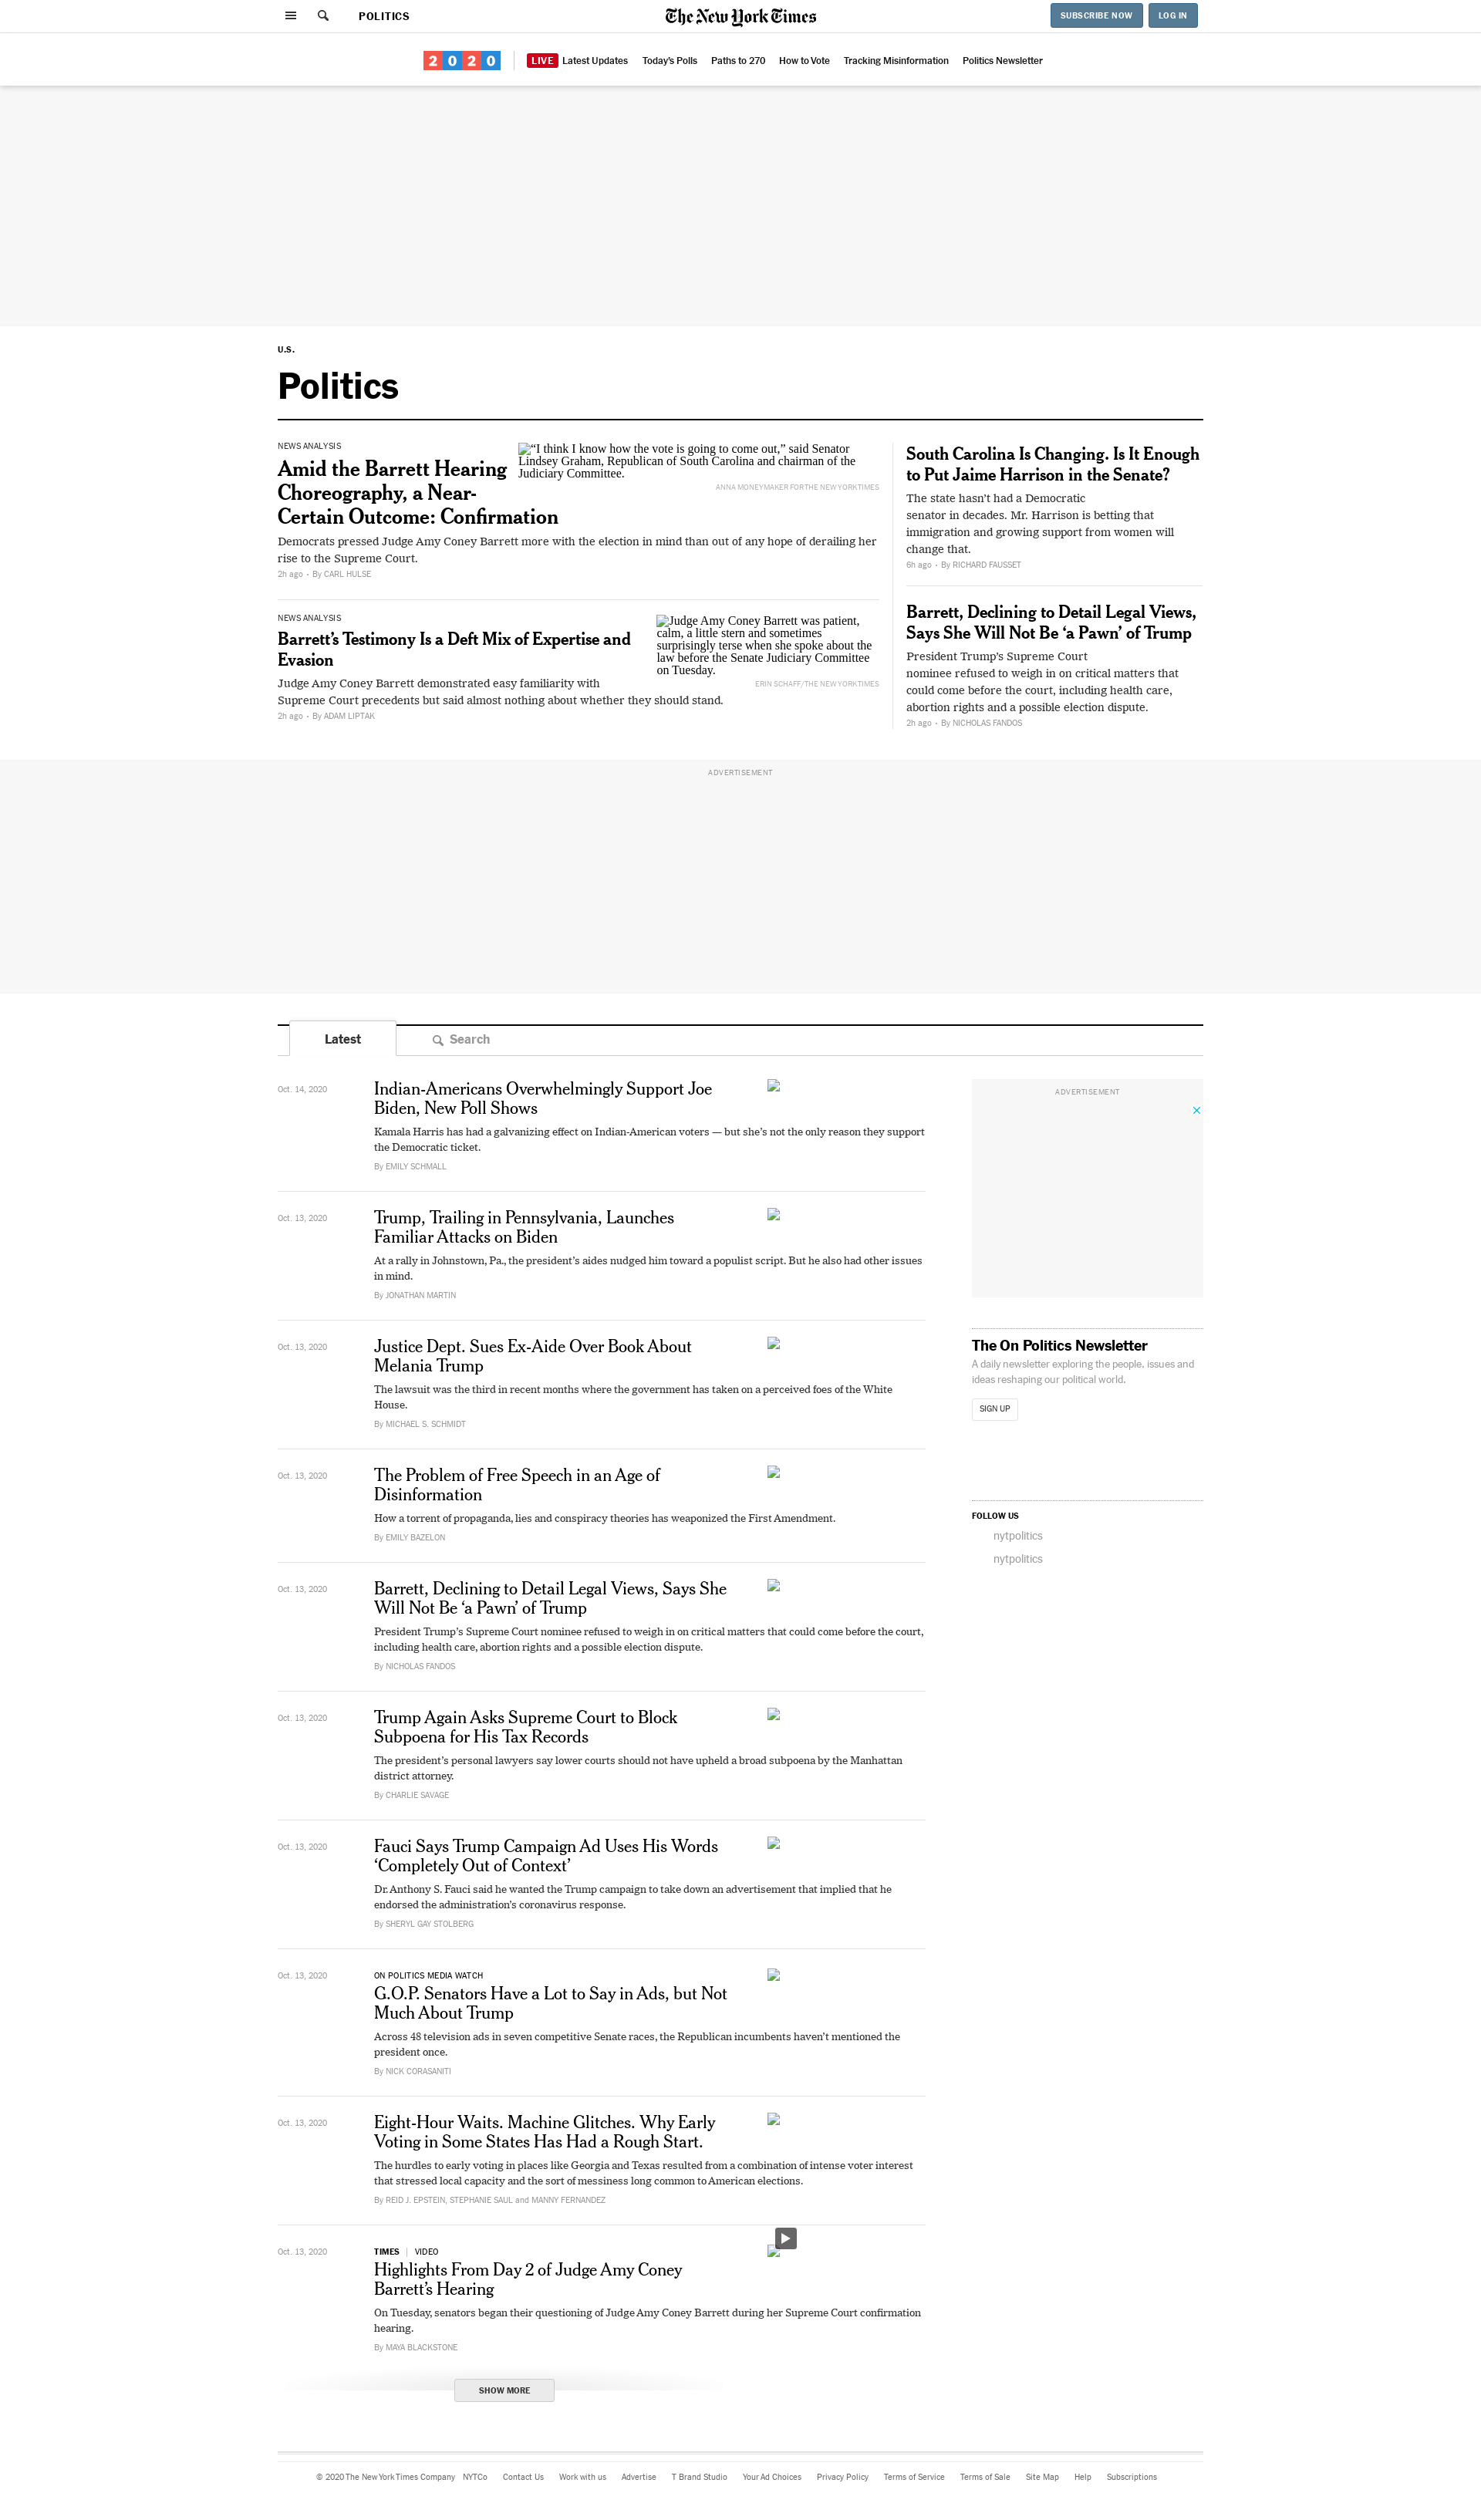 POLITICS
The New York Times
SUBSCRIBE NOW
LOG IN
2020
LIVE Latest Updates
Today's Polls
Paths to 270
How to Vote
Tracking Misinformation
Politics Newsletter
U.S.
Politics
NEWS ANALYSIS
Amid the Barrett Hearing
Choreography, a Near-
Certain Outcome: Confirmation
“I think I know how the vote is going to come out,” said Senator
Lindsey Graham, Republican of South Carolina and chairman of the
Judiciary Committee.
ANNA MONEYMAKER FOR THE NEW YORK TIMES
Democrats pressed Judge Amy Coney Barrett more with the election in mind than out of any hope of derailing her
rise to the Supreme Court.
2h ago • By CARL HULSE
NEWS ANALYSIS
Barrett’s Testimony Is a Deft Mix of Expertise and
Evasion
Judge Amy Coney Barrett was patient,
calm, a little stern and sometimes
surprisingly terse when she spoke about the
law before the Senate Judiciary Committee
on Tuesday.
ERIN SCHAFF/THE NEW YORK TIMES
Judge Amy Coney Barrett demonstrated easy familiarity with
Supreme Court precedents but said almost nothing about whether they should stand.
2h ago • By ADAM LIPTAK
South Carolina Is Changing. Is It Enough
to Put Jaime Harrison in the Senate?
The state hasn’t had a Democratic
senator in decades. Mr. Harrison is betting that
immigration and growing support from women will
change that.
6h ago • By RICHARD FAUSSET
Barrett, Declining to Detail Legal Views,
Says She Will Not Be ‘a Pawn’ of Trump
President Trump’s Supreme Court
nominee refused to weigh in on critical matters that
could come before the court, including health care,
abortion rights and a possible election dispute.
2h ago • By NICHOLAS FANDOS
ADVERTISEMENT
Latest
Search
Oct. 14, 2020
Indian-Americans Overwhelmingly Support Joe
Biden, New Poll Shows
Kamala Harris has had a galvanizing effect on Indian-American voters — but she’s not the only reason they support
the Democratic ticket.
By EMILY SCHMALL
Oct. 13, 2020
Trump, Trailing in Pennsylvania, Launches
Familiar Attacks on Biden
At a rally in Johnstown, Pa., the president’s aides nudged him toward a populist script. But he also had other issues
in mind.
By JONATHAN MARTIN
Oct. 13, 2020
Justice Dept. Sues Ex-Aide Over Book About
Melania Trump
The lawsuit was the third in recent months where the government has taken on a perceived foes of the White
House.
By MICHAEL S. SCHMIDT
Oct. 13, 2020
The Problem of Free Speech in an Age of
Disinformation
How a torrent of propaganda, lies and conspiracy theories has weaponized the First Amendment.
By EMILY BAZELON
Oct. 13, 2020
Barrett, Declining to Detail Legal Views, Says She
Will Not Be ‘a Pawn’ of Trump
President Trump’s Supreme Court nominee refused to weigh in on critical matters that could come before the court,
including health care, abortion rights and a possible election dispute.
By NICHOLAS FANDOS
Oct. 13, 2020
Trump Again Asks Supreme Court to Block
Subpoena for His Tax Records
The president’s personal lawyers say lower courts should not have upheld a broad subpoena by the Manhattan
district attorney.
By CHARLIE SAVAGE
Oct. 13, 2020
Fauci Says Trump Campaign Ad Uses His Words
‘Completely Out of Context’
Dr. Anthony S. Fauci said he wanted the Trump campaign to take down an advertisement that implied that he
endorsed the administration’s coronavirus response.
By SHERYL GAY STOLBERG
Oct. 13, 2020
ON POLITICS MEDIA WATCH
G.O.P. Senators Have a Lot to Say in Ads, but Not
Much About Trump
Across 48 television ads in seven competitive Senate races, the Republican incumbents haven’t mentioned the
president once.
By NICK CORASANITI
Oct. 13, 2020
Eight-Hour Waits. Machine Glitches. Why Early
Voting in Some States Has Had a Rough Start.
The hurdles to early voting in places like Georgia and Texas resulted from a combination of intense voter interest
that stressed local capacity and the sort of messiness long common to American elections.
By REID J. EPSTEIN, STEPHANIE SAUL and MANNY FERNANDEZ
Oct. 13, 2020
TIMES | VIDEO
Highlights From Day 2 of Judge Amy Coney
Barrett’s Hearing
On Tuesday, senators began their questioning of Judge Amy Coney Barrett during her Supreme Court confirmation
hearing.
By MAYA BLACKSTONE
SHOW MORE
ADVERTISEMENT
The On Politics Newsletter
A daily newsletter exploring the people, issues and
ideas reshaping our political world.
SIGN UP
FOLLOW US
nytpolitics
nytpolitics
© 2020 The New York Times Company
NYTCo
Contact Us
Work with us
Advertise
T Brand Studio
Your Ad Choices
Privacy Policy
Terms of Service
Terms of Sale
Site Map
Help
Subscriptions